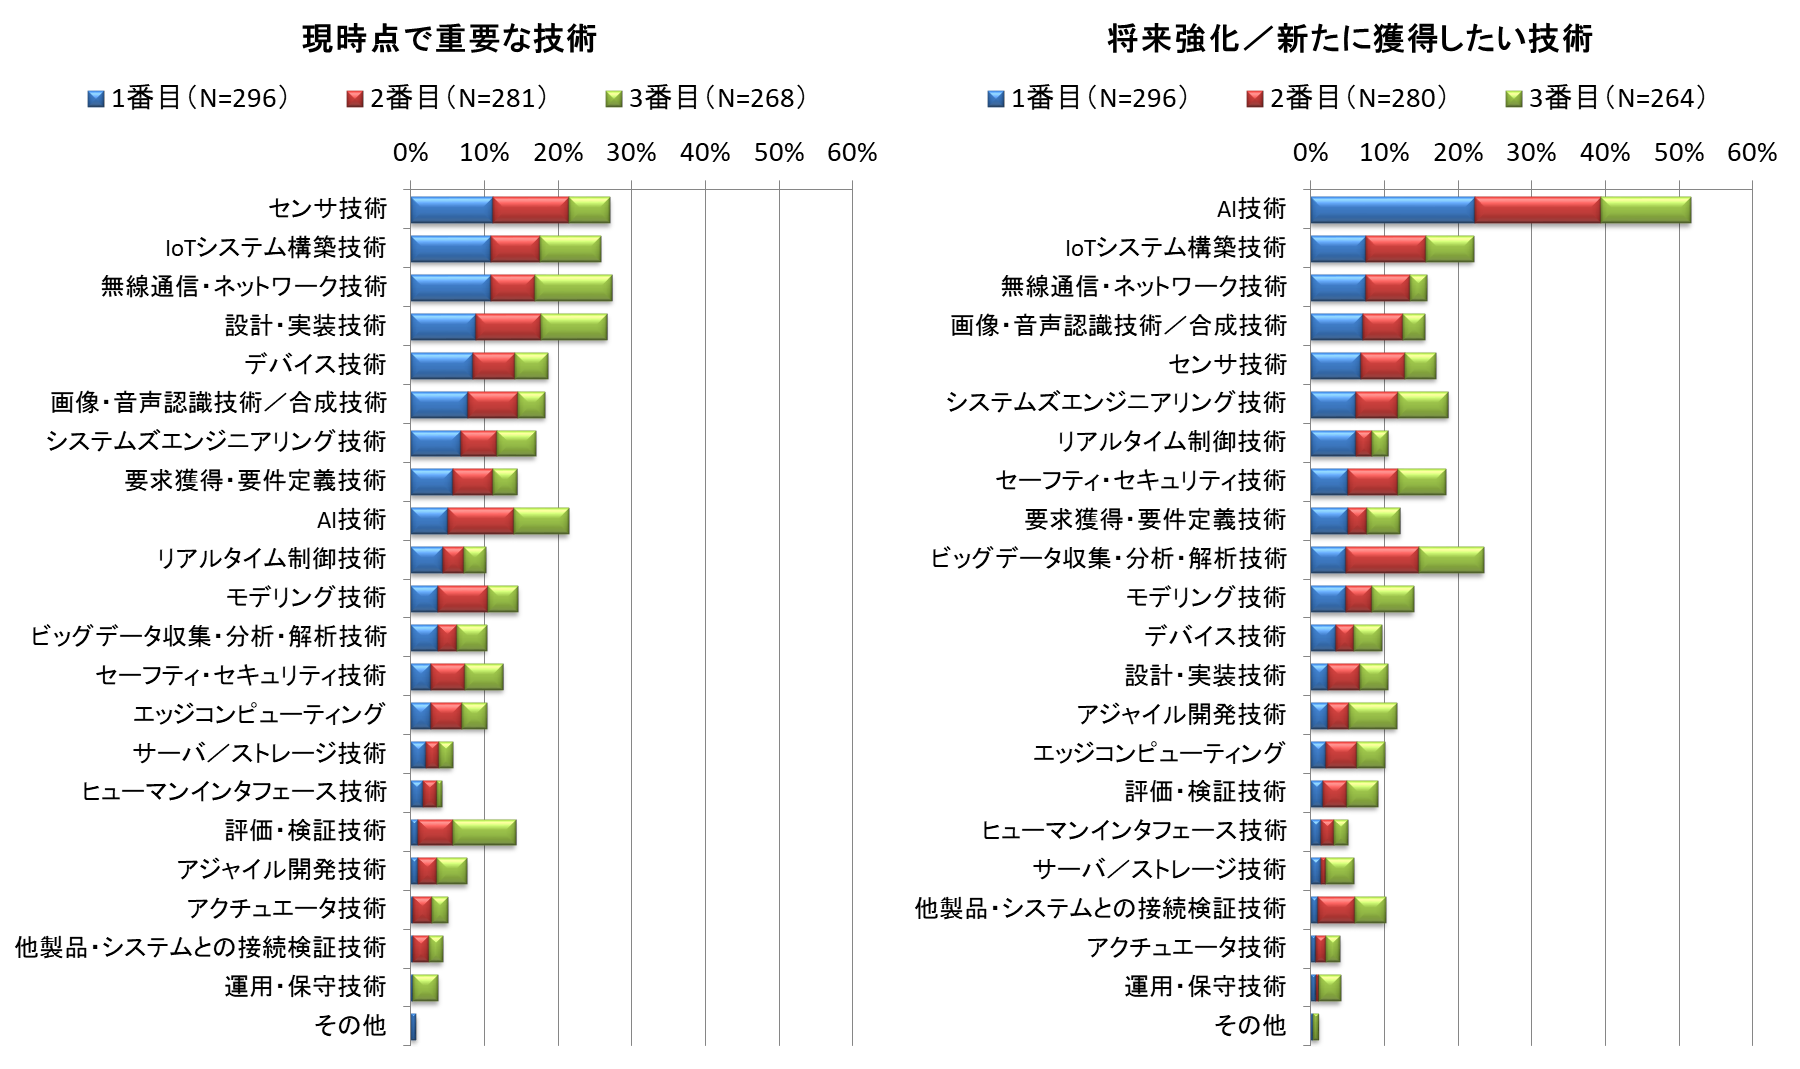 現時点で重要な技術
1番目（N=296）
2番目（N=281）
3番目（N=268）
0% 10% 20% 30% 40% 50% 60%
センサ技術
IoTシステム構築技術
無線通信・ネットワーク技術
設計・実装技術
デバイス技術
画像・音声認識技術／合成技術
システムズエンジニアリング技術
要求獲得・要件定義技術
AI技術
リアルタイム制御技術
モデリング技術
ビッグデータ収集・分析・解析技術
セーフティ・セキュリティ技術
エッジコンピューティング
サーバ／ストレージ技術
ヒューマンインタフェース技術
評価・検証技術
アジャイル開発技術
アクチュエータ技術
他製品・システムとの接続検証技術
運用・保守技術
その他
将来強化／新たに獲得したい技術
1番目（N=296）
2番目（N=280）
3番目（N=264）
0% 10% 20% 30% 40% 50% 60%
AI技術
IoTシステム構築技術
無線通信・ネットワーク技術
画像・音声認識技術／合成技術
センサ技術
システムズエンジニアリング技術
リアルタイム制御技術
セーフティ・セキュリティ技術
要求獲得・要件定義技術
ビッグデータ収集・分析・解析技術
モデリング技術
デバイス技術
設計・実装技術
アジャイル開発技術
エッジコンピューティング
評価・検証技術
ヒューマンインタフェース技術
サーバ／ストレージ技術
他製品・システムとの接続検証技術
アクチュエータ技術
運用・保守技術
その他